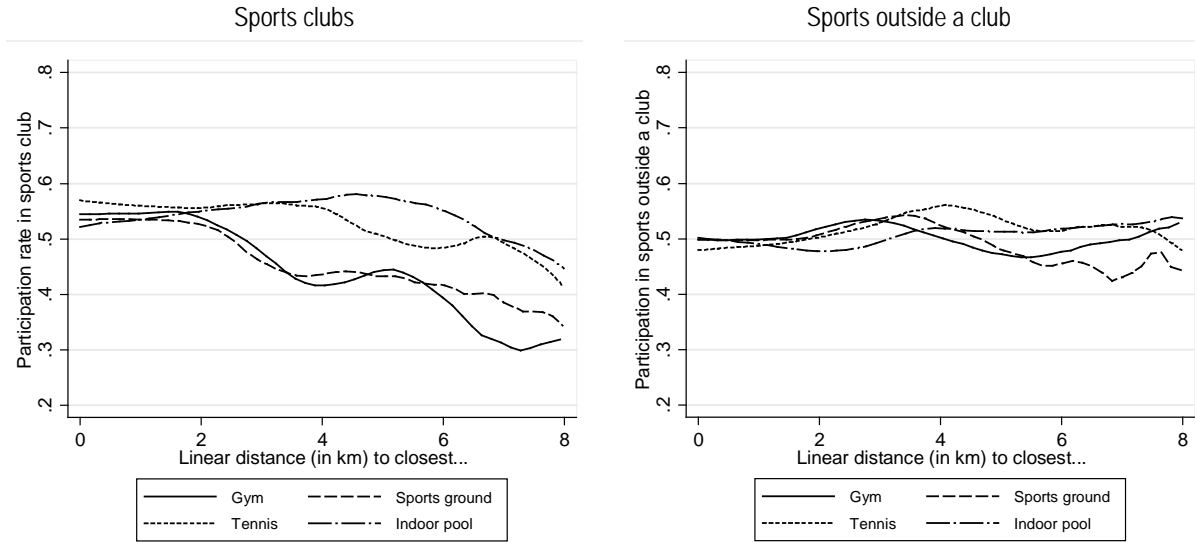 Sports clubs
Participation rate in sports club
.8
.7
.6
.5
.4
.3
.2
0 2 4 6 8
Linear distance (in km) to closest...
Gym Sports ground
Tennis Indoor pool
Sports outside a club
Participation in sports outside a club
.8
.7
.6
.5
.4
.3
.2
0 2 4 6 8
Linear distance (in km) to closest...
Gym Sports ground
Tennis Indoor pool